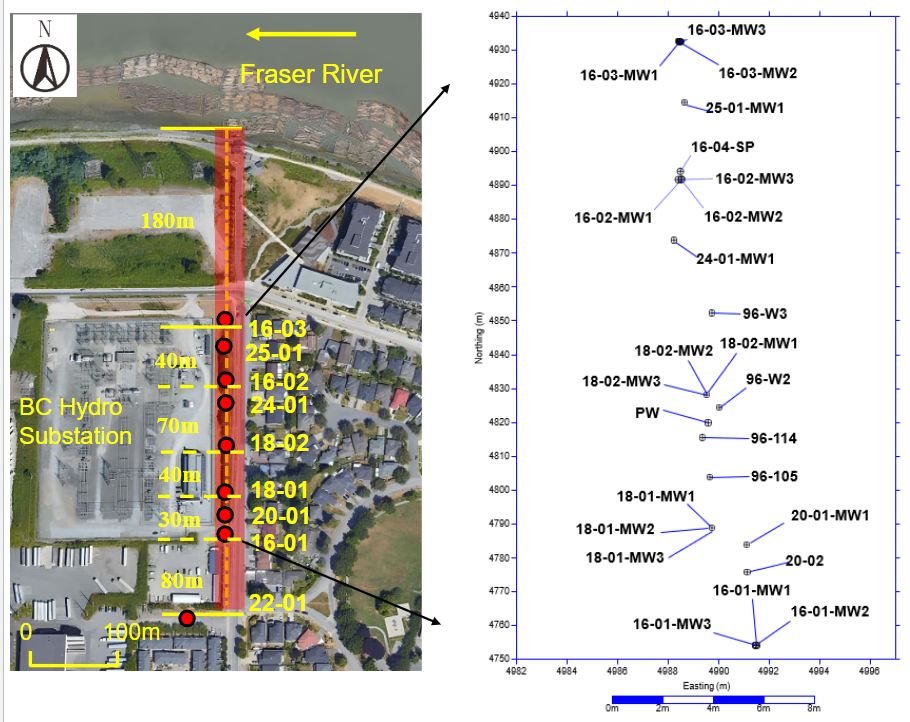 N
Fraser River
180m
16-03
25-01
40m
16-02
24-01
BC Hydro
Substation
70m
18-02
40m
18-01
30m
20-01
16-01
80m
22-01
0
100m
4940
4930
4920
4910
4900
4890
4880
4870
4860
4850
4840
4830
4820
4810
4800
4790
4780
4770
4760
4750
Northing (m)
16-03-MW3
16-03-MW1
16-03-MW2
25-01-MW1
16-04-SP
16-02-MW3
16-02-MW1
16-02-MW2
24-01-MW1
96-W3
18-02-MW1
18-02-MW2
18-02-MW3
96-W2
PW
96-114
96-105
18-01-MW1
20-01-MW1
18-01-MW2
18-01-MW3
20-02
16-01-MW1
16-01-MW2
16-01-MW3
4982
4984
4986
4988
4990
4992
4994
4996
Easting (m)
0m
2m
4m
6m
8m